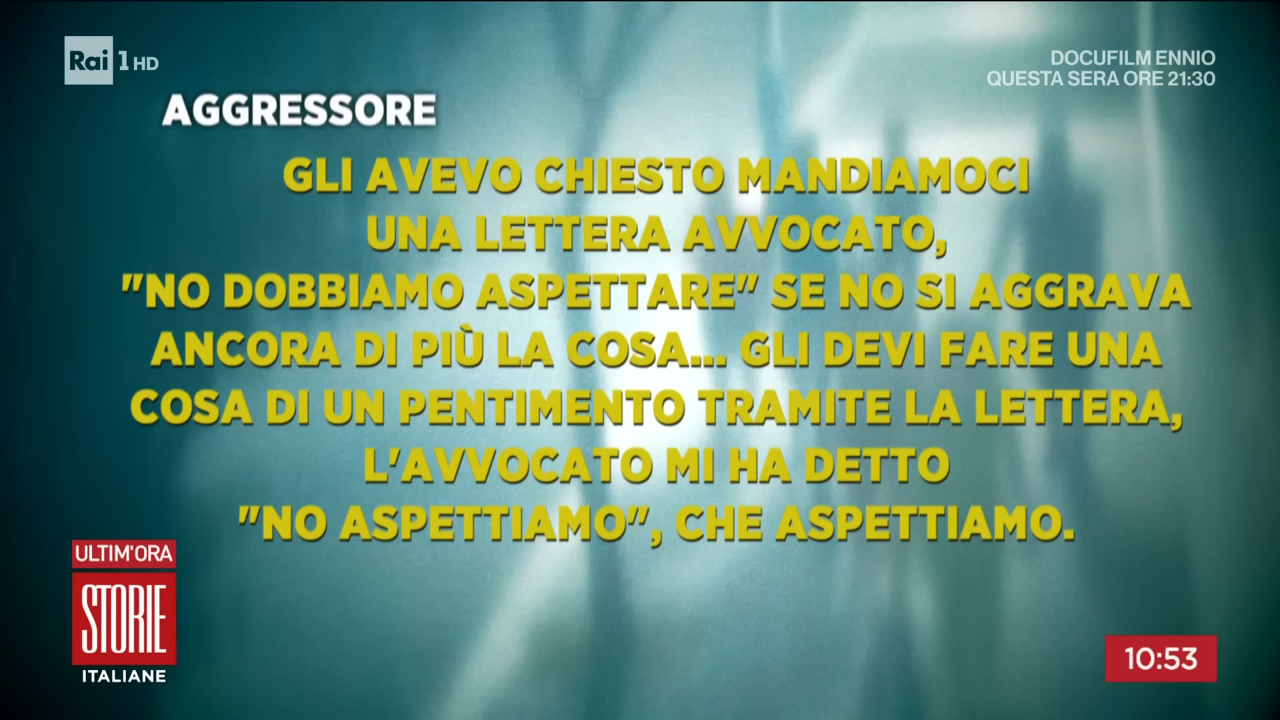 Rai 1 HD
DOCUFILM ENNIO
QUESTA SERA ORE 21:30
AGGRESSORE
GLI AVEVO CHIESTO MANDIAMOCI
UNA LETTERA AVVOCATO,
"NO DOBBIAMO ASPETTARE" SE NO SI AGGRAVA
ANCORA DI PIÙ LA COSA... GLI DEVI FARE UNA
COSA DI UN PENTIMENTO TRAMITE LA LETTERA,
L'AVVOCATO MI HA DETTO
"NO ASPETTIAMO", CHE ASPETTIAMO.
ULTIM'ORA
STORIE
ITALIANE
10:53